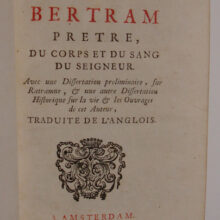 BERTRAM
PRETRE,
DU CORPS ET DU SANG
DU SEIGNEUR.
Avec une Dissertation preliminaire, sur
Ratramne, & une autre Dissertation
Historique sur la vie & les Ouvrages
de cet Auteur,
TRADUITE DE L'ANGLOIS.
A AMSTERDAM.